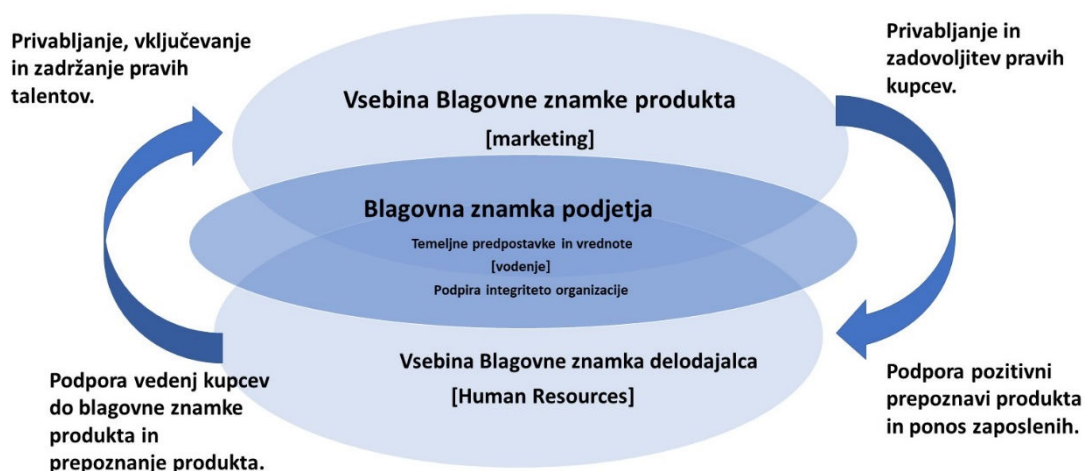 Privabljanje, vključevanje
in zadržanje pravih
talentov.
Privabljanje in
zadovoljitev pravih
kupcev.
Vsebina Blagovne znamke produkta
[marketing]
Blagovna znamka podjetja
Temeljne predpostavke in vrednote
[vodenje]
Podpira integriteto organizacije
Vsebina Blagovne znamka delodajalca
[Human Resources]
Podpora vedenj kupcev
do blagovne znamke
produkta in
prepoznanje produkta.
Podpora pozitivni
prepoznavi produkta
in ponos zaposlenih.